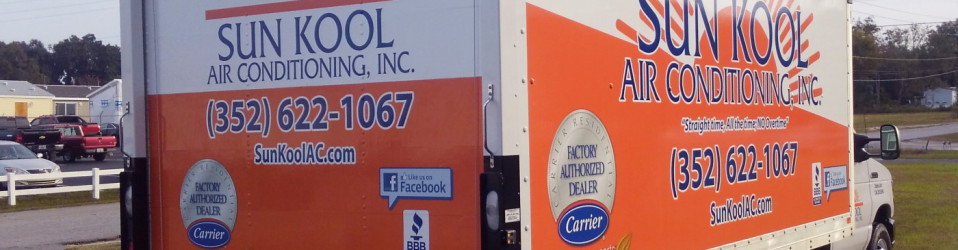 SUN KOOL
AIR CONDITIONING, INC.
(352) 622-1067
SunKoolAC.com
FACTORY
AUTHORIZED
DEALER
Carrier
Like us on
Facebook
BBB
SUN KOOL
AIR CONDITIONING, INC.
"Straight time, All the time, NO Overtime"
(352) 622-1067
SunKoolAC.com
CARRIER RESIDENTIAL
FACTORY
AUTHORIZED
DEALER
Carrier